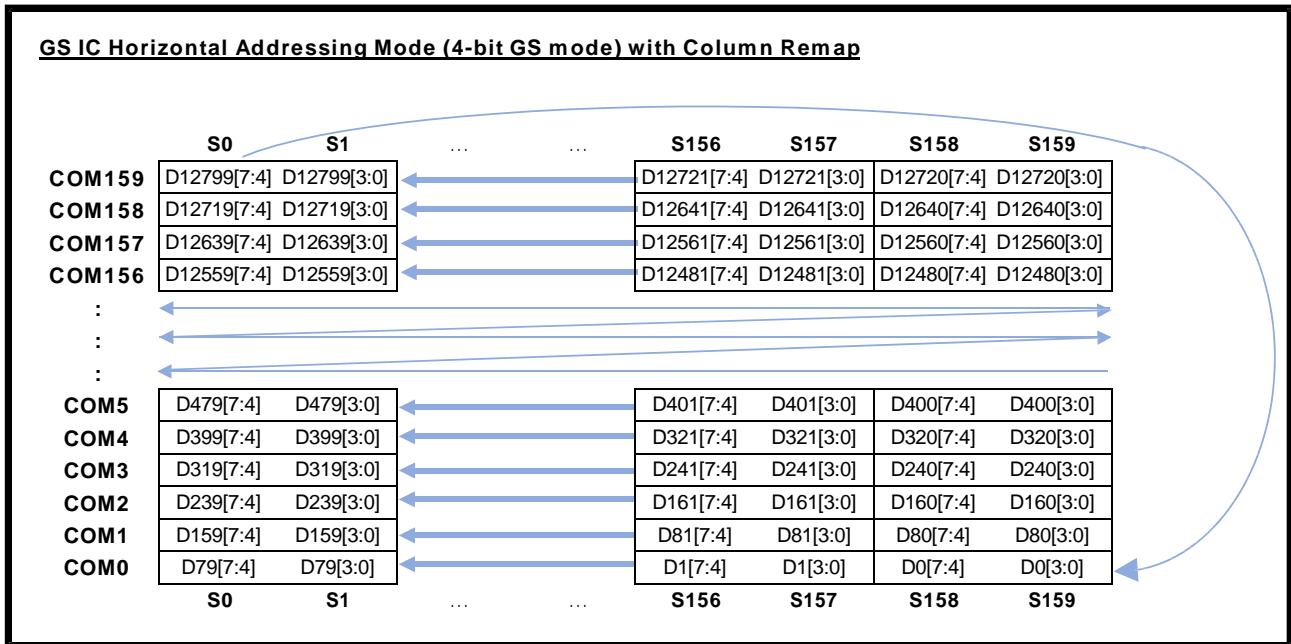 GS IC Horizontal Addressing Mode (4-bit GS mode) with Column Remap
S0 S1 ... ... S156 S157 S158 S159
COM159 D12799[7:4] D12799[3:0] D12721[7:4] D12721[3:0] D12720[7:4] D12720[3:0]
COM158 D12719[7:4] D12719[3:0] D12641[7:4] D12641[3:0] D12640[7:4] D12640[3:0]
COM157 D12639[7:4] D12639[3:0] D12561[7:4] D12561[3:0] D12560[7:4] D12560[3:0]
COM156 D12559[7:4] D12559[3:0] D12481[7:4] D12481[3:0] D12480[7:4] D12480[3:0]
:
:
:
COM5 D479[7:4] D479[3:0] D401[7:4] D401[3:0] D400[7:4] D400[3:0]
COM4 D399[7:4] D399[3:0] D321[7:4] D321[3:0] D320[7:4] D320[3:0]
COM3 D319[7:4] D319[3:0] D241[7:4] D241[3:0] D240[7:4] D240[3:0]
COM2 D239[7:4] D239[3:0] D161[7:4] D161[3:0] D160[7:4] D160[3:0]
COM1 D159[7:4] D159[3:0] D81[7:4] D81[3:0] D80[7:4] D80[3:0]
COM0 D79[7:4] D79[3:0] D1[7:4] D1[3:0] D0[7:4] D0[3:0]
S0 S1 ... ... S156 S157 S158 S159